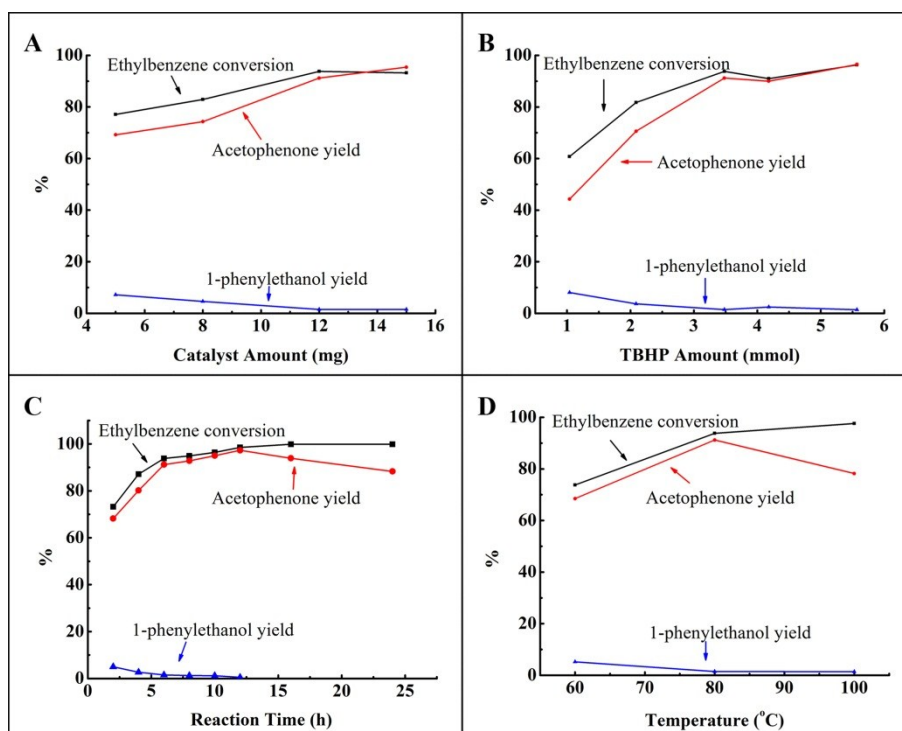 A
Ethylbenzene conversion
Acetophenone yield
1-phenylethanol yield
%
100
80
60
40
20
0
4 6 8 10 12 14 16
Catalyst Amount (mg)
B
Ethylbenzene conversion
Acetophenone yield
1-phenylethanol yield
%
100
80
60
40
20
0
1 2 3 4 5 6
TBHP Amount (mmol)
C
Ethylbenzene conversion
Acetophenone yield
1-phenylethanol yield
%
100
80
60
40
20
0
0 5 10 15 20 25
Reaction Time (h)
D
Ethylbenzene conversion
Acetophenone yield
1-phenylethanol yield
%
100
80
60
40
20
0
60 70 80 90 100
Temperature (°C)